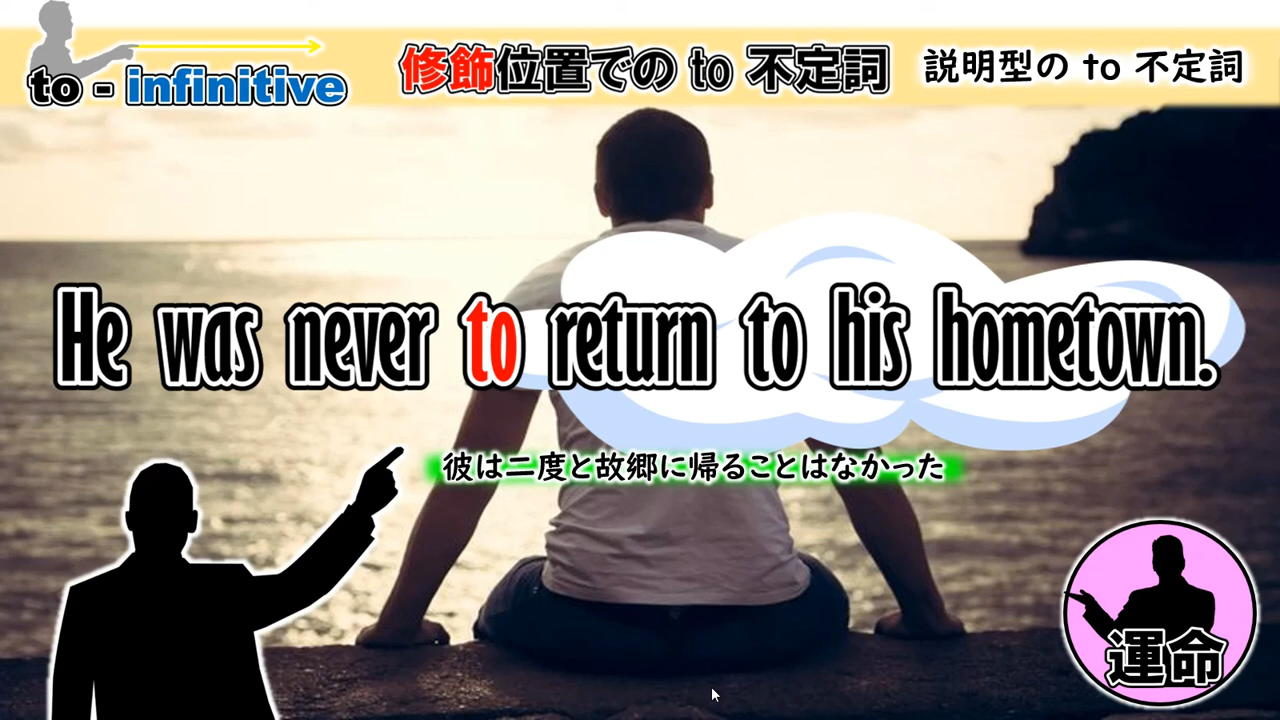 to - infinitive
修飾位置での to 不定詞
説明型の to 不定詞
He was never to return to his hometown.
彼は二度と故郷に帰ることはなかった
運命